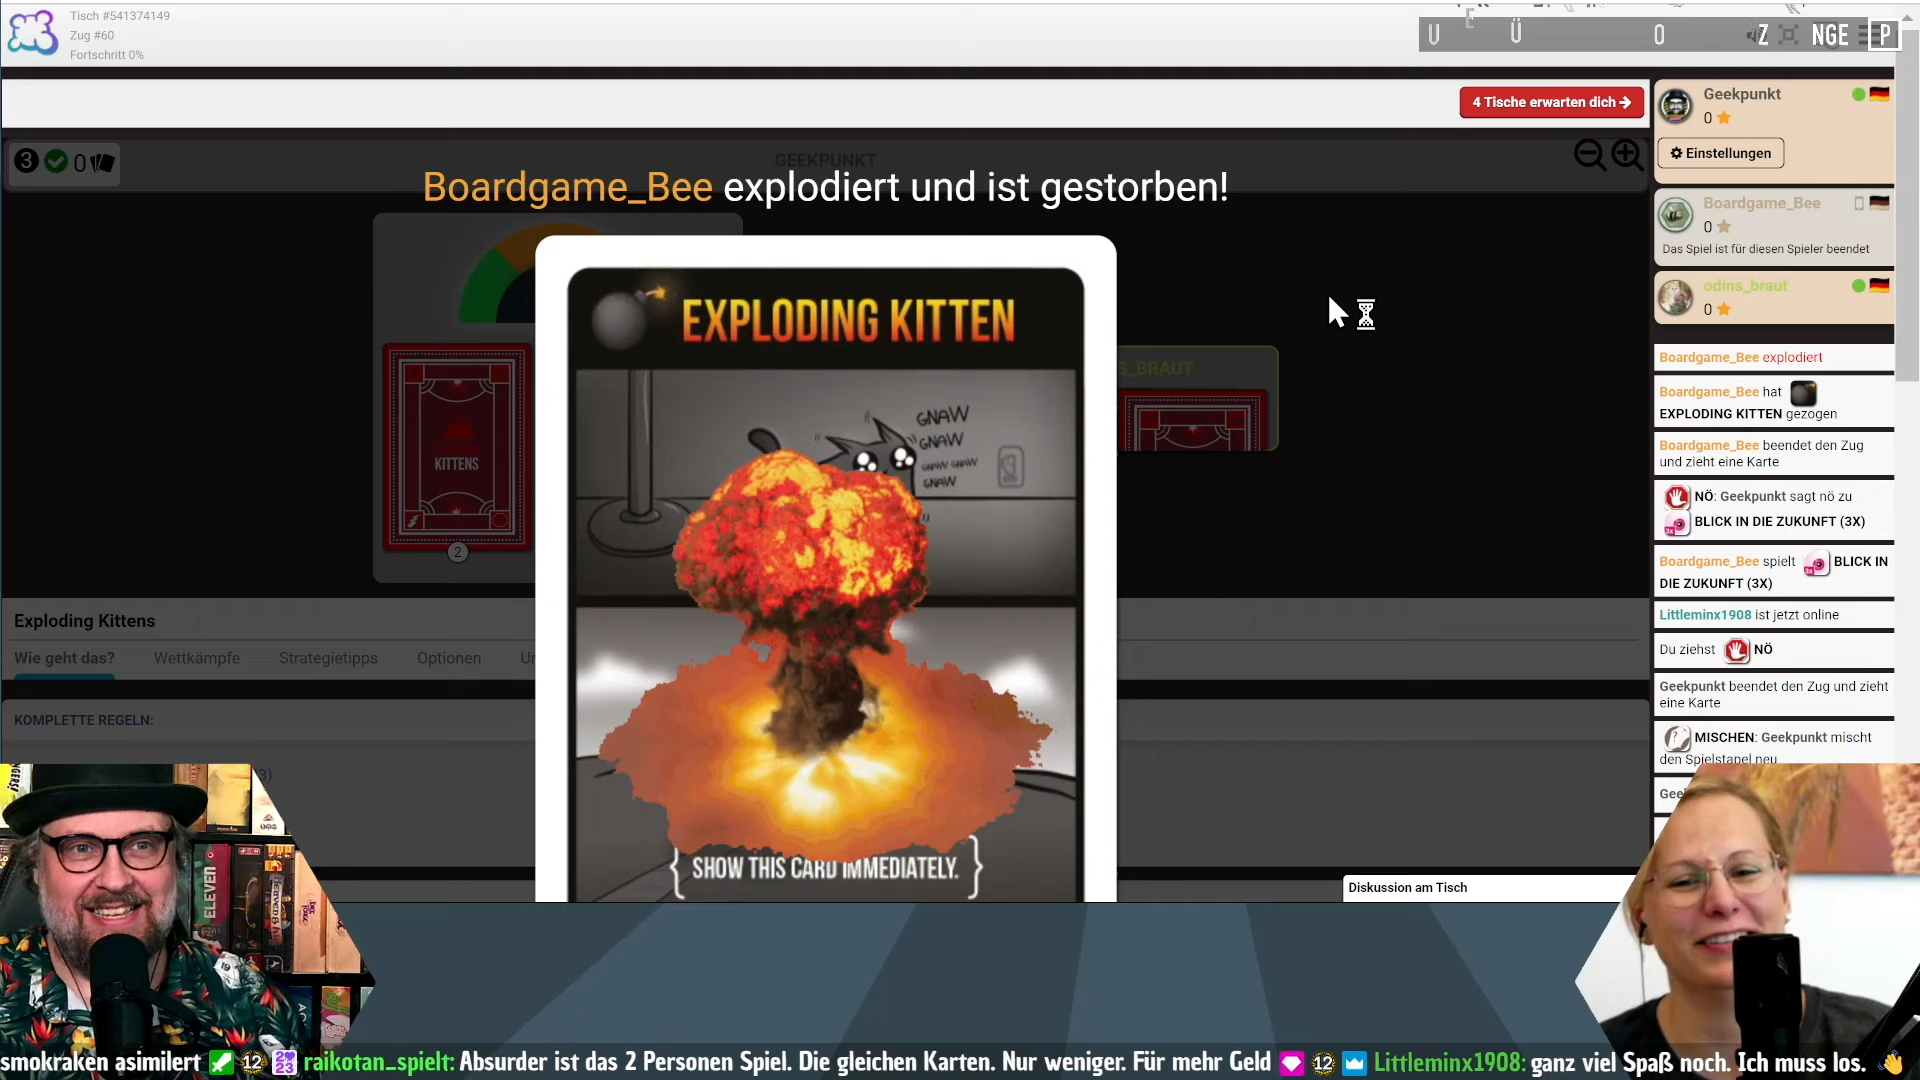 Tisch #541374149
Zug #60
Fortschritt 0%
NGE
P
4 Tische erwarten dich
3
0
GEEKPUNKT
Boardgame_Bee explodiert und ist gestorben!
EXPLODING KITTEN
GNAW
GNAW
GNAW GNAW
GNAW
SHOW THIS CARD IMMEDIATELY.
KITTENS
2
S_BRAUT
Geekpunkt
0
Einstellungen
Boardgame_Bee
0
Das Spiel ist für diesen Spieler beendet
odins_braut
0
Boardgame_Bee explodiert
Boardgame_Bee hat
EXPLODING KITTEN gezogen
Boardgame_Bee beendet den Zug
und zieht eine Karte
NÖ: Geekpunkt sagt nö zu
BLICK IN DIE ZUKUNFT (3X)
Boardgame_Bee spielt BLICK IN
DIE ZUKUNFT (3X)
Littleminx1908 ist jetzt online
Du ziehst NÖ
Geekpunkt beendet den Zug und zieht
eine Karte
MISCHEN: Geekpunkt mischt
den Spielstapel neu
Exploding Kittens
Wie geht das?
Wettkämpfe
Strategietipps
Optionen
KOMPLETTE REGELN:
Diskussion am Tisch
ELEVEN
smokraken asimilert
raikotan_spielt: Absurder ist das 2 Personen Spiel. Die gleichen Karten. Nur weniger. Für mehr Geld
Littleminx1908: ganz viel Spaß noch. Ich muss los.